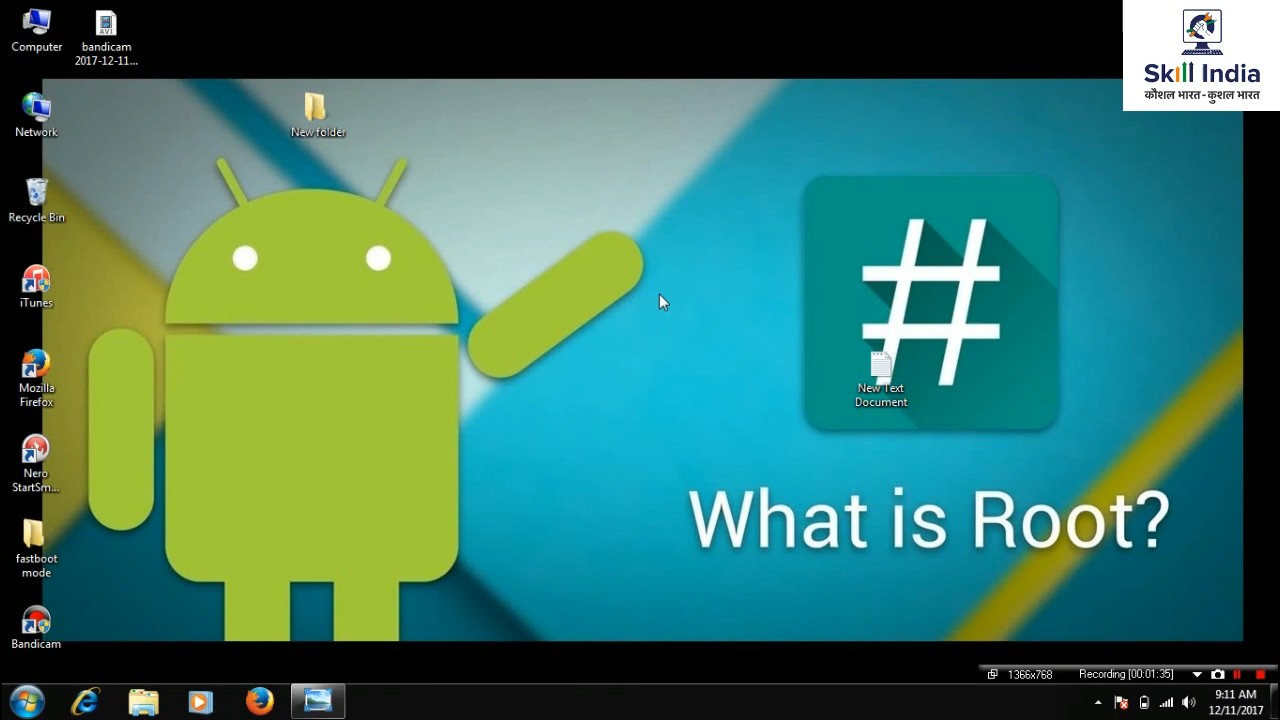 Computer
bandicam
2017-12-11...
Skill India
कौशल भारत-कुशल भारत
Network
New folder
Recycle Bin
iTunes
#
Mozilla
Firefox
New Text
Document
Nero
StartSm...
What is Root?
fastboot
mode
Bandicam
1366x768
Recording [00:01:35]
9:11 AM
12/11/2017